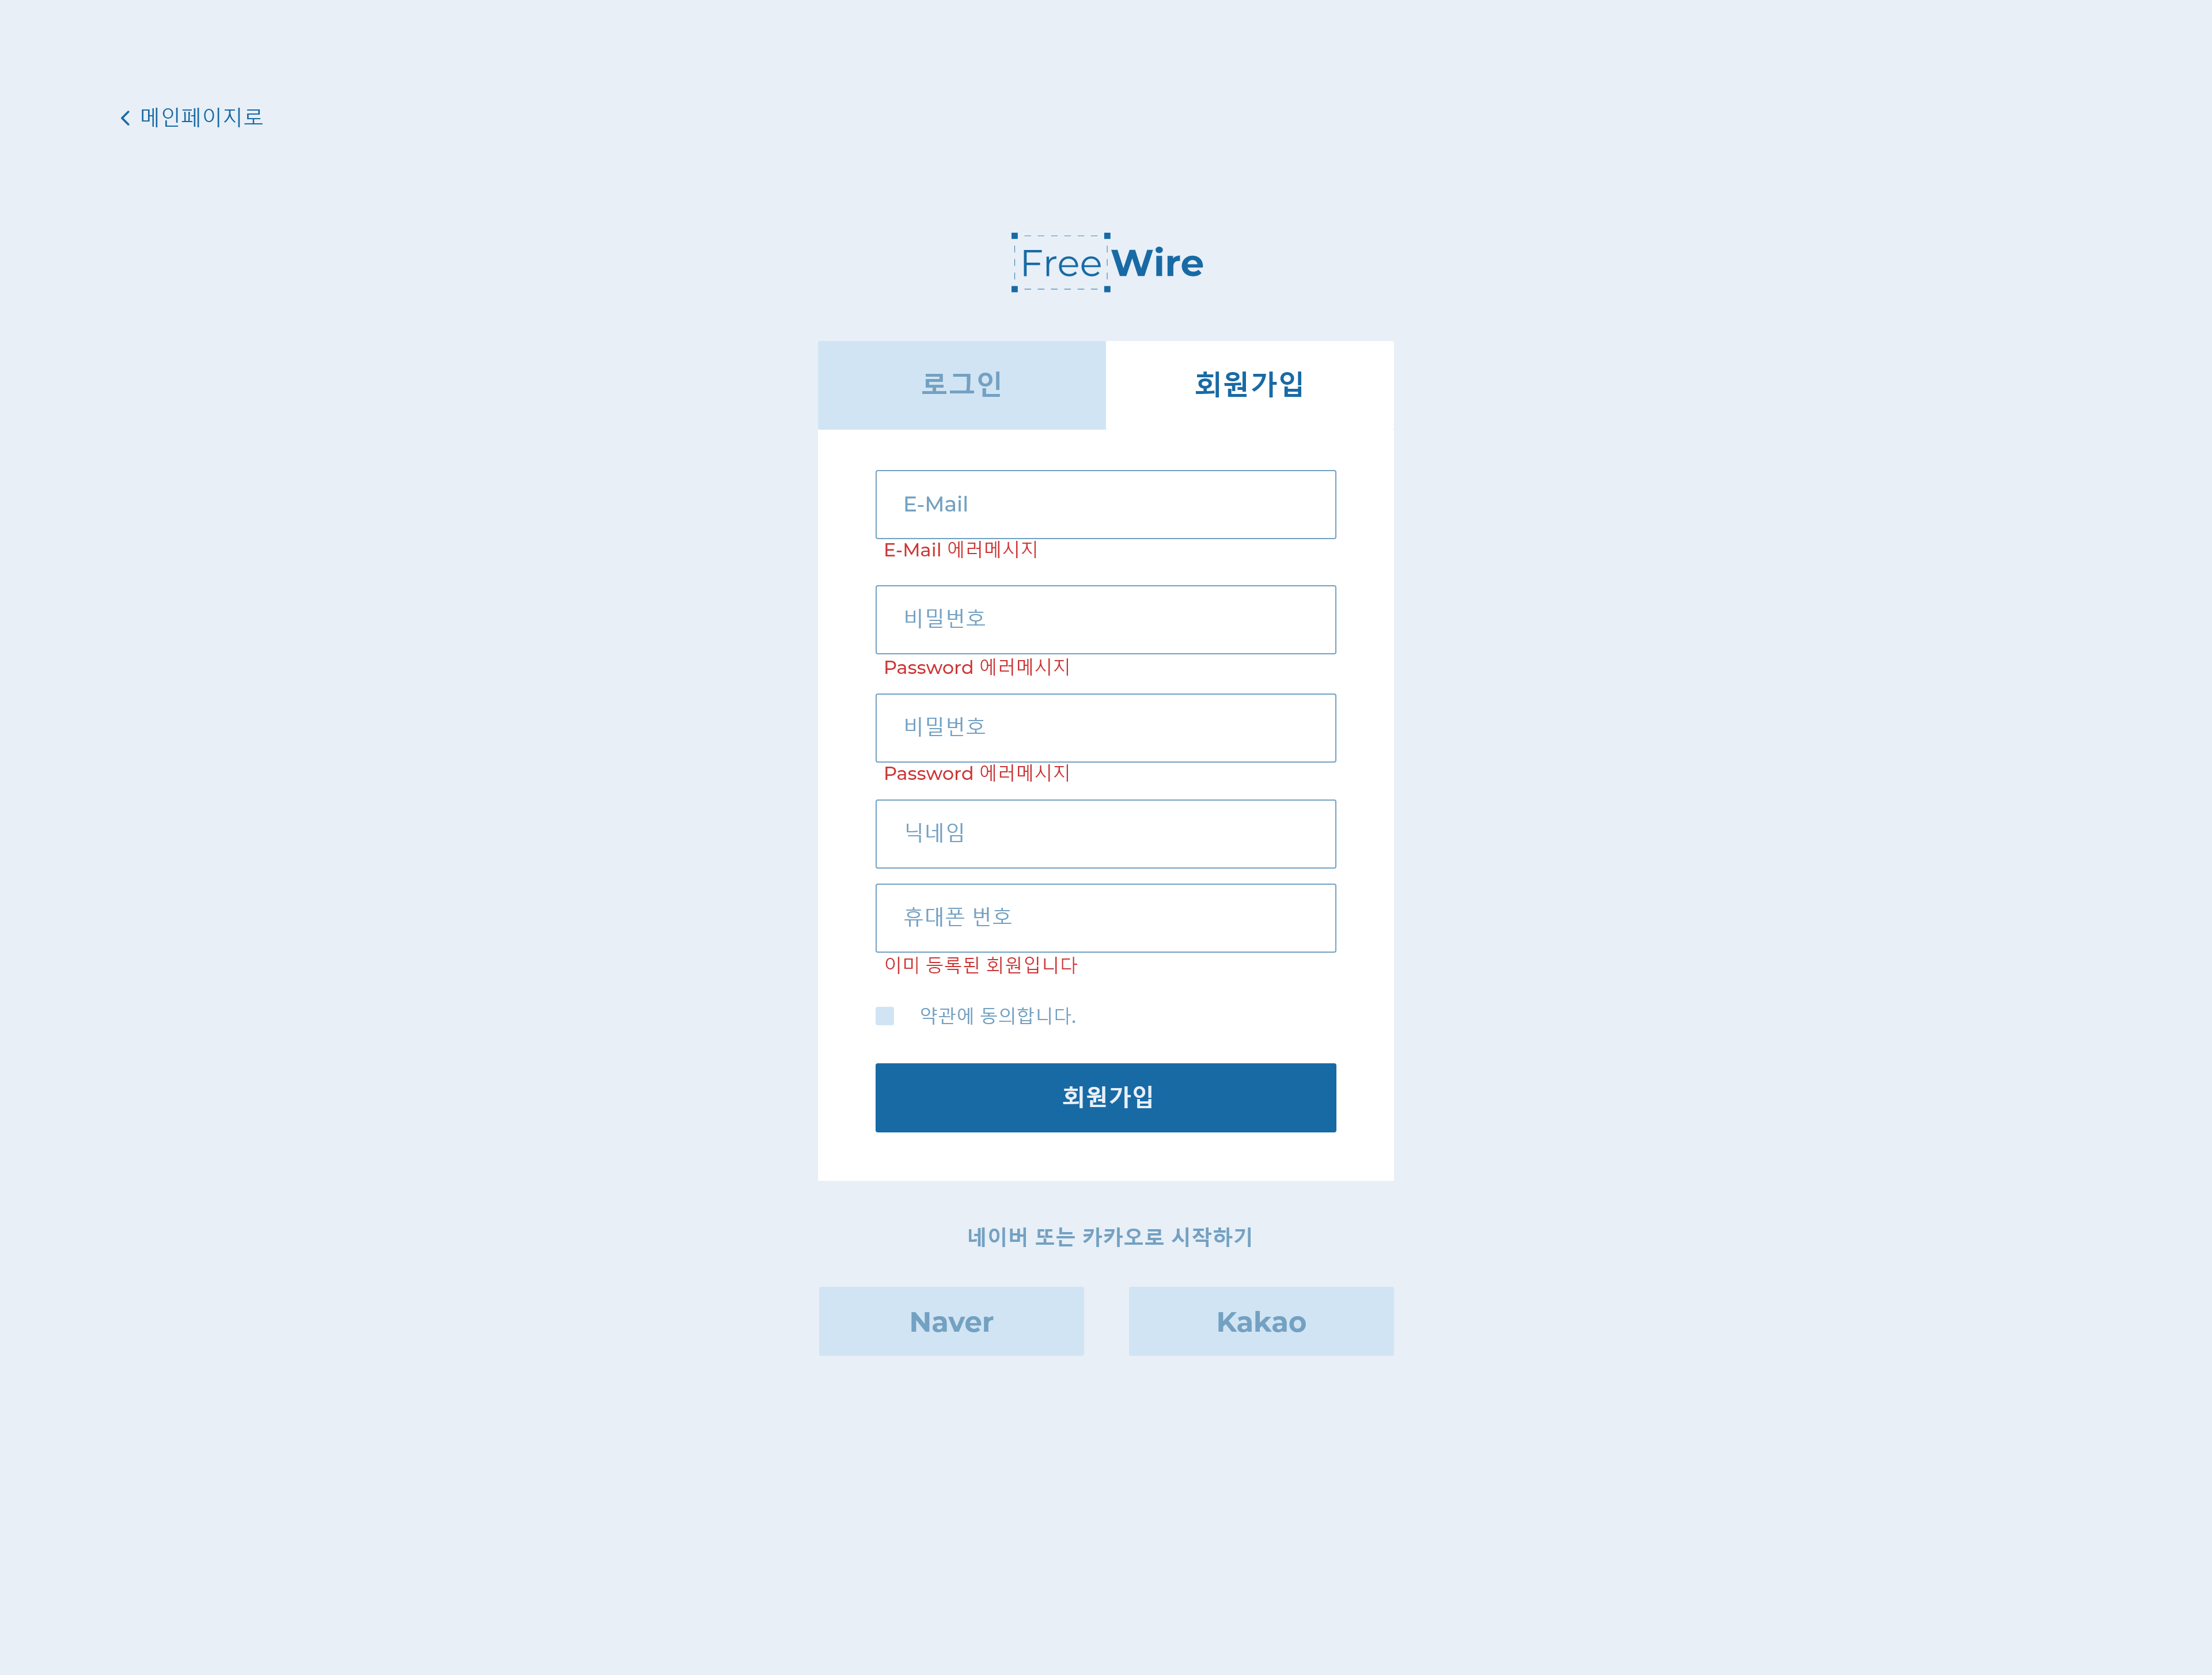 메인페이지로
FreeWire
로그인 회원가입
E-Mail
E-Mail 에러메시지
비밀번호
Password 에러메시지
비밀번호
Password 에러메시지
닉네임
휴대폰 번호
이미 등록된 회원입니다
약관에 동의합니다.
회원가입
네이버 또는 카카오로 시작하기
Naver Kakao